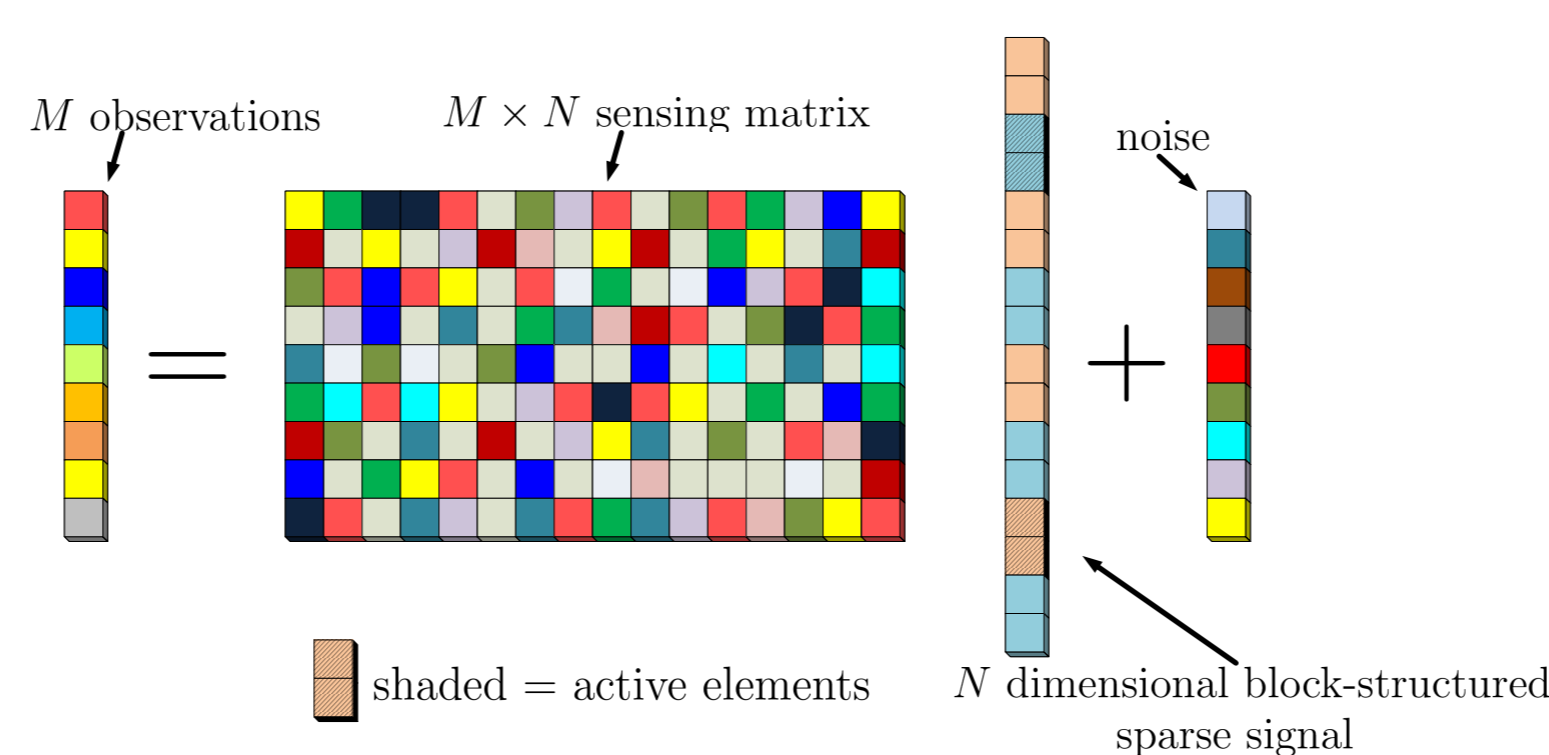 M observations
M × N sensing matrix
noise
=
+
shaded = active elements
N dimensional block-structured
sparse signal